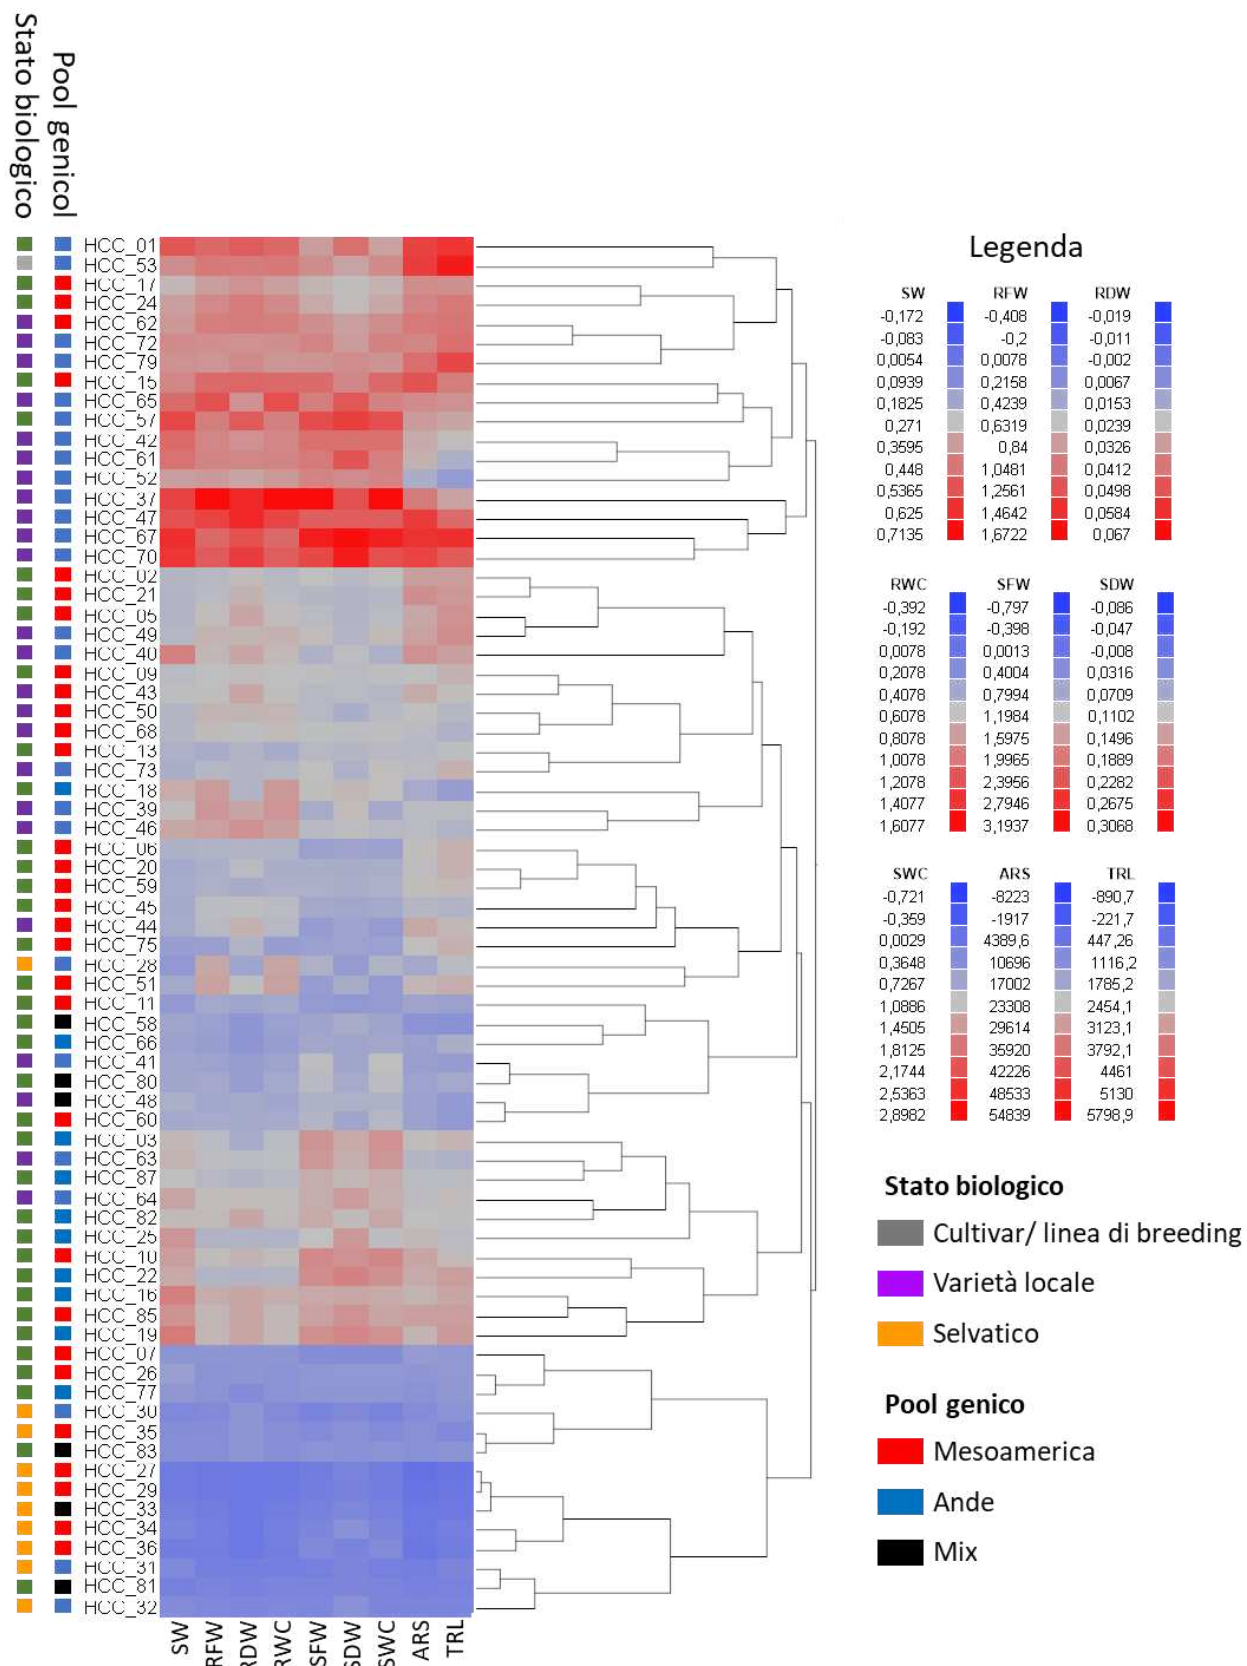 Stato biologico
Pool genicol
HCC_01
HCC_53
HCC_17
HCC_24
HCC_62
HCC_72
HCC_79
HCC_15
HCC_65
HCC_57
HCC_42
HCC_61
HCC_52
HCC_37
HCC_47
HCC_67
HCC_70
HCC_02
HCC_21
HCC_05
HCC_49
HCC_40
HCC_09
HCC_43
HCC_50
HCC_68
HCC_13
HCC_73
HCC_18
HCC_39
HCC_46
HCC_06
HCC_20
HCC_59
HCC_45
HCC_44
HCC_75
HCC_28
HCC_51
HCC_11
HCC_58
HCC_66
HCC_41
HCC_80
HCC_48
HCC_60
HCC_03
HCC_63
HCC_87
HCC_64
HCC_82
HCC_25
HCC_10
HCC_22
HCC_16
HCC_85
HCC_19
HCC_07
HCC_26
HCC_77
HCC_30
HCC_35
HCC_83
HCC_27
HCC_29
HCC_33
HCC_34
HCC_36
HCC_31
HCC_81
HCC_32
SW RFW RDW RWC SFW SDW SWC ARS TRL
Legenda
SW RFW RDW
-0,172 -0,408 -0,019
-0,083 -0,2 -0,011
0,0054 0,0078 -0,002
0,0939 0,2158 0,0067
0,1825 0,4239 0,0153
0,271 0,6319 0,0239
0,3595 0,84 0,0326
0,448 1,0481 0,0412
0,5365 1,2561 0,0498
0,625 1,4642 0,0584
0,7135 1,6722 0,067
RWC SFW SDW
-0,392 -0,797 -0,086
-0,192 -0,398 -0,047
0,0078 0,0013 -0,008
0,2078 0,4004 0,0316
0,4078 0,7994 0,0709
0,6078 1,1984 0,1102
0,8078 1,5975 0,1496
1,0078 1,9965 0,1889
1,2078 2,3956 0,2282
1,4077 2,7946 0,2675
1,6077 3,1937 0,3068
SWC ARS TRL
-0,721 -8223 -890,7
-0,359 -1917 -221,7
0,0029 4389,6 447,26
0,3648 10696 1116,2
0,7267 17002 1785,2
1,0886 23308 2454,1
1,4505 29614 3123,1
1,8125 35920 3792,1
2,1744 42226 4461
2,5363 48533 5130
2,8982 54839 5798,9
Stato biologico
Cultivar/ linea di breeding
Varietà locale
Selvatico
Pool genico
Mesoamerica
Ande
Mix